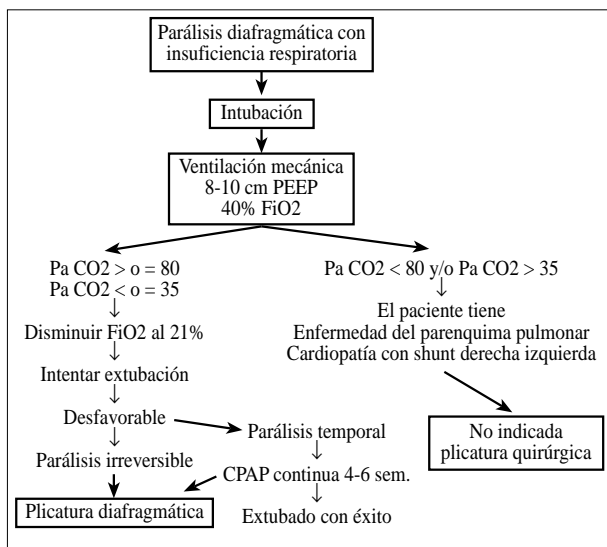 Parálisis diafragmática con
insuficiencia respiratoria
Intubación
Ventilación mecánica
8-10 cm PEEP
40% FiO2
Pa CO2 > o = 80
Pa CO2 < o = 35
Disminuir FiO2 al 21%
Intentar extubación
Desfavorable
Parálisis irreversible
Plicatura diafragmática
Parálisis temporal
CPAP continua 4-6 sem.
Extubado con éxito
Pa CO2 < 80 y/o Pa CO2 > 35
El paciente tiene
Enfermedad del parenquima pulmonar
Cardiopatía con shunt derecha izquierda
No indicada
plicatura quirúrgica